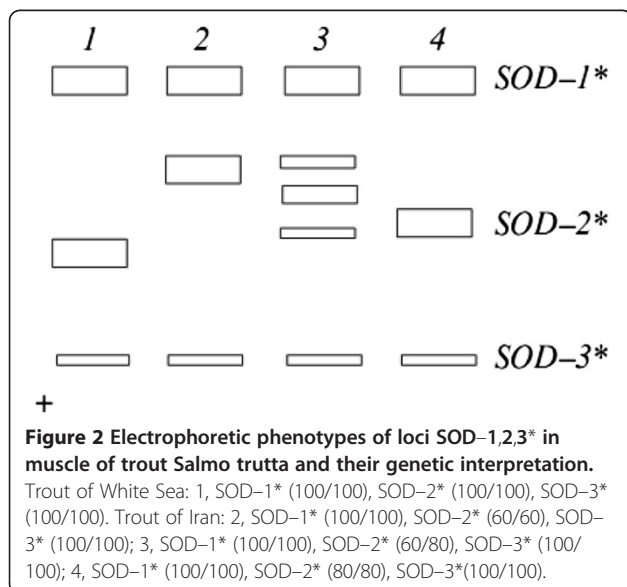 1 2 3 4
SOD–1*
SOD–2*
SOD–3*
+
Figure 2 Electrophoretic phenotypes of loci SOD–1,2,3* in
muscle of trout Salmo trutta and their genetic interpretation.
Trout of White Sea: 1, SOD–1* (100/100), SOD–2* (100/100), SOD–3*
(100/100). Trout of Iran: 2, SOD–1* (100/100), SOD–2* (60/60), SOD–
3* (100/100); 3, SOD–1* (100/100), SOD–2* (60/80), SOD–3* (100/
100); 4, SOD–1* (100/100), SOD–2* (80/80), SOD–3*(100/100).